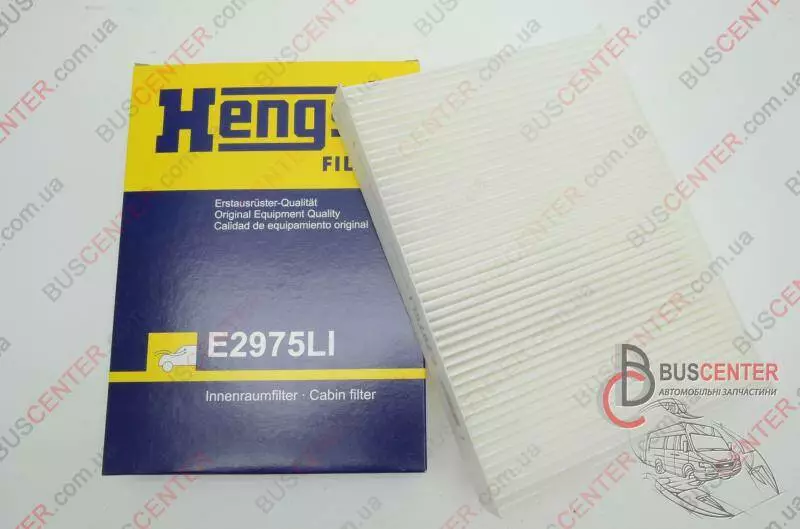 Hengs
FIL
Erstausrüster-Qualität
Original Equipment Quality
Calidad de equipamiento original
E2975LI
Innenraumfilter · Cabin filter
BUSCENTER
АВТОМОБІЛЬНІ ЗАПЧАСТИНИ
BUSCENTER.com.ua